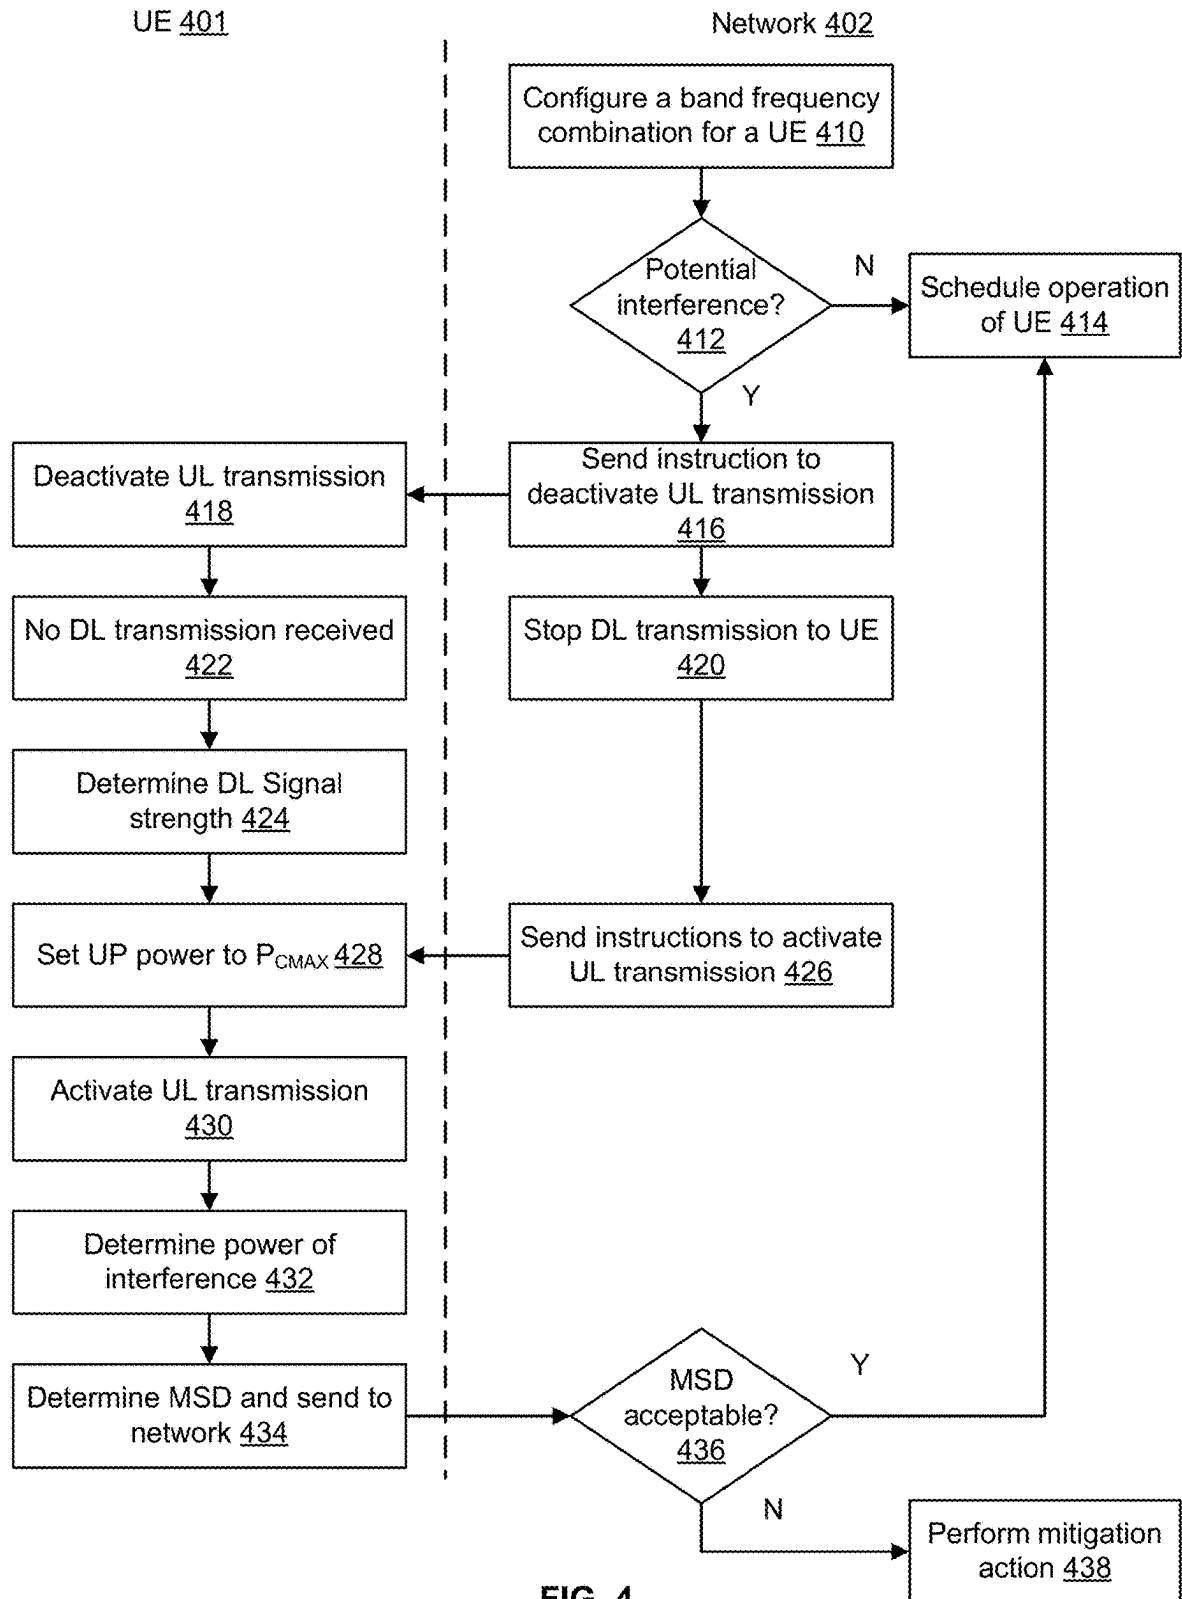 UE 401
Network 402
Configure a band frequency
combination for a UE 410
Potential
interference?
412
N
Schedule operation
of UE 414
Y
Send instruction to
deactivate UL transmission
416
Deactivate UL transmission
418
No DL transmission received
422
Stop DL transmission to UE
420
Determine DL Signal
strength 424
Set UP power to PCMAX 428
Send instructions to activate
UL transmission 426
Activate UL transmission
430
Determine power of
interference 432
Determine MSD and send to
network 434
MSD
acceptable?
436
Y
N
Perform mitigation
action 438
FIG. 4